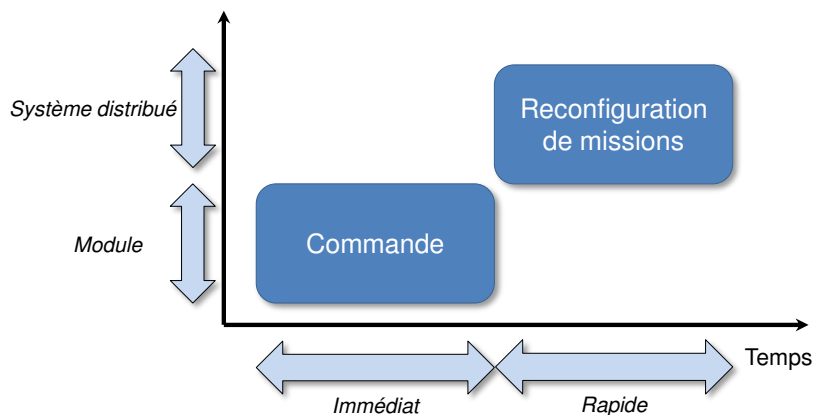 Système distribué
Reconfiguration
de missions
Module
Commande
Temps
Immédiat
Rapide